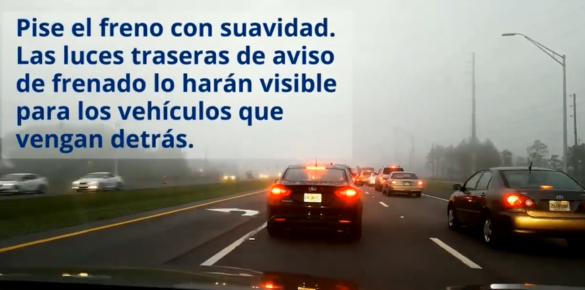 Pise el freno con suavidad.
Las luces traseras de aviso
de frenado lo harán visible
para los vehículos que
vengan detrás.